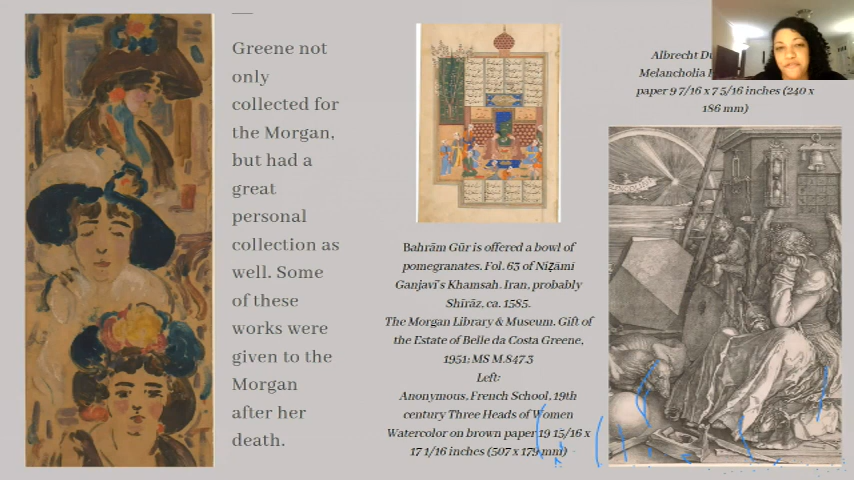 Greene not
only
collected for
the Morgan,
but had a
great
personal
collection as
well. Some
of these
works were
given to the
Morgan
after her
death.
Bahrām Gūr is offered a bowl of
pomegranates. Fol. 63 of Niẓāmī
Ganjavī's Khamsah. Iran, probably
Shīrāz, ca. 1585.
The Morgan Library & Museum. Gift of
the Estate of Belle da Costa Greene,
1951; MS M.847.3
Left:
Anonymous, French School, 19th
century Three Heads of Women
Watercolor on brown paper 19 15/16 x
17 1/16 inches (507 x 179 mm)
Albrecht
Melancholia
paper 9 7/16 x 7 5/16 inches (240 x
186 mm)